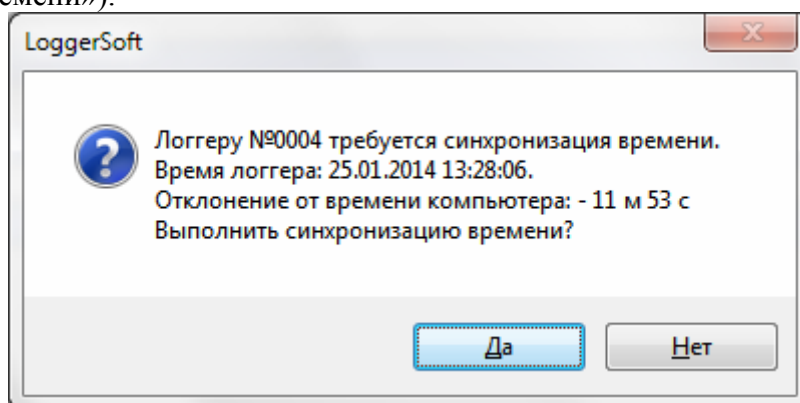 емени»).
LoggerSoft
Логгеру №0004 требуется синхронизация времени.
Время логгера: 25.01.2014 13:28:06.
Отклонение от времени компьютера: - 11 м 53 с
Выполнить синхронизацию времени?
Да
Нет